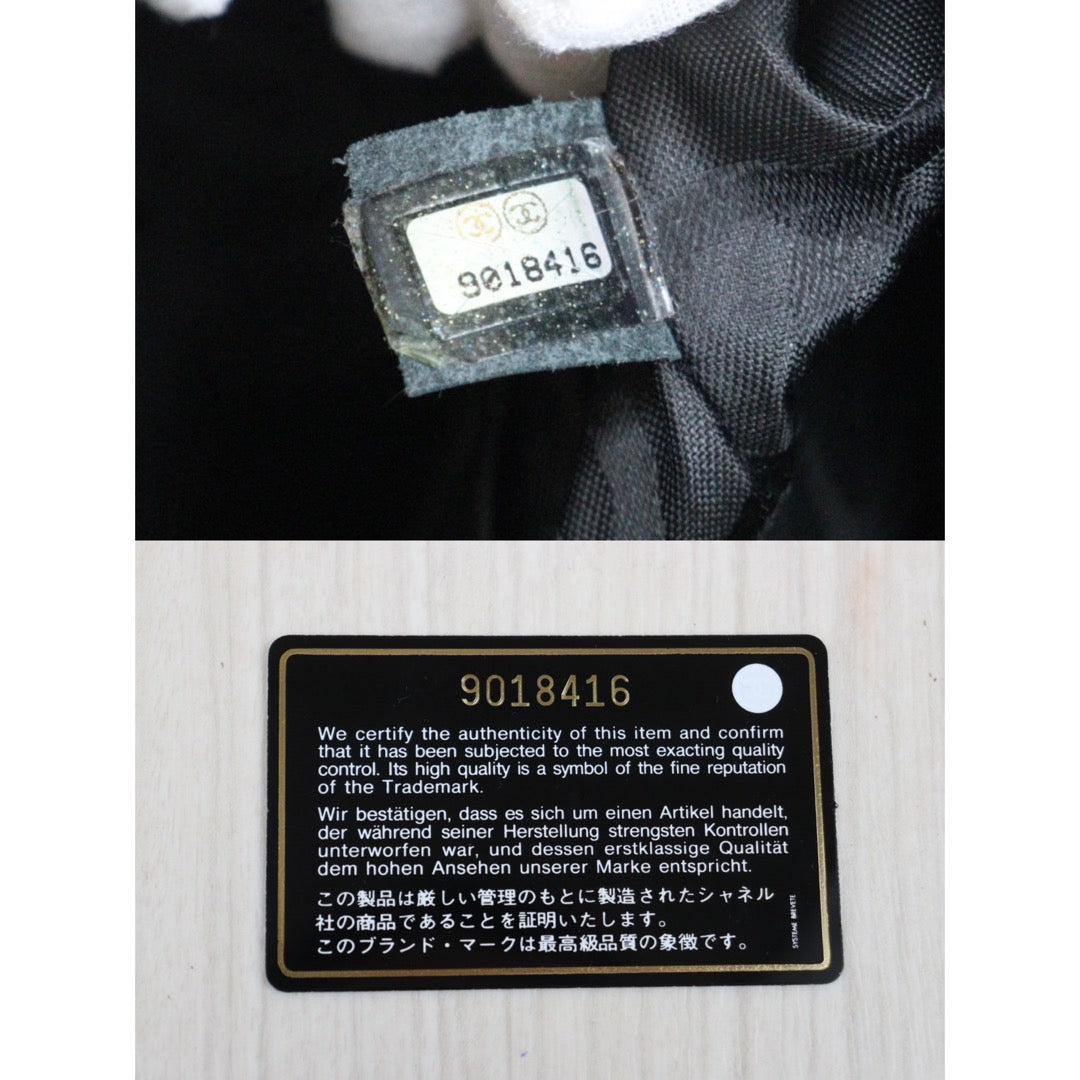 9018416
9018416
We certify the authenticity of this item and confirm
that it has been subjected to the most exacting quality
control. Its high quality is a symbol of the fine reputation
of the Trademark.
Wir bestätigen, dass es sich um einen Artikel handelt,
der während seiner Herstellung strengsten Kontrollen
unterworfen war, und dessen erstklassige Qualität
dem hohen Ansehen unserer Marke entspricht.
この製品は厳しい管理のもとに製造されたシャネル
社の商品であることを証明いたします。
このブランド・マークは最高級品質の象徴です。
SYSTEME BREVETE